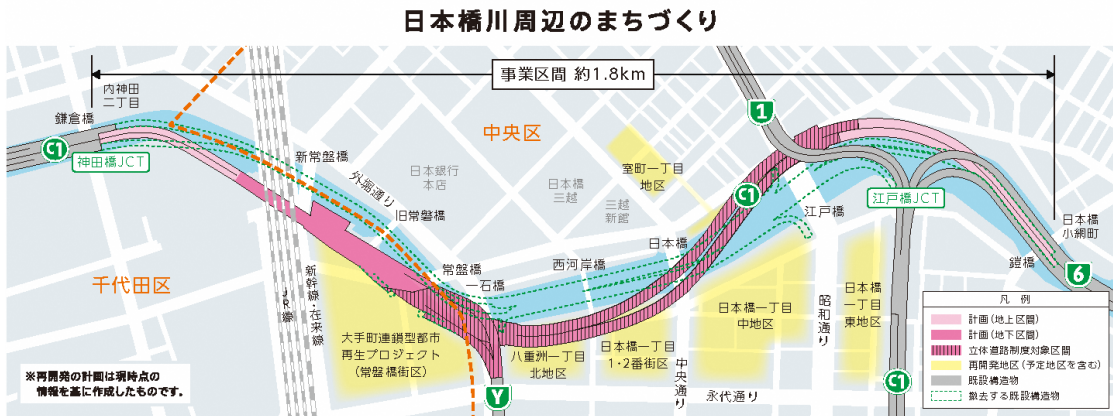 日本橋川周辺のまちづくり
事業区間 約1.8km
内神田
二丁目
鎌倉橋
C1
神田橋JCT
新常盤橋
外堀通り
日本銀行
本店
旧常磐橋
常盤橋
一石橋
中央区
千代田区
JR線
新幹線・在来線
日本橋
三越
三越
新館
室町一丁目
地区
西河岸橋
日本橋
C1
1
江戸橋
江戸橋JCT
日本橋
小網町
鎧橋
6
大手町連鎖型都市
再生プロジェクト
(常盤橋街区)
Y
八重洲一丁目
北地区
日本橋一丁目
1・2番街区
中央通り
日本橋一丁目
中地区
永代通り
昭和通り
日本橋
一丁目
東地区
C1
凡 例
計画(地上区間)
計画(地下区間)
立体道路制度対象区間
再開発地区(予定地区を含む)
既設構造物
撤去する既設構造物
※再開発の計画は現時点の
情報を基に作成したものです。